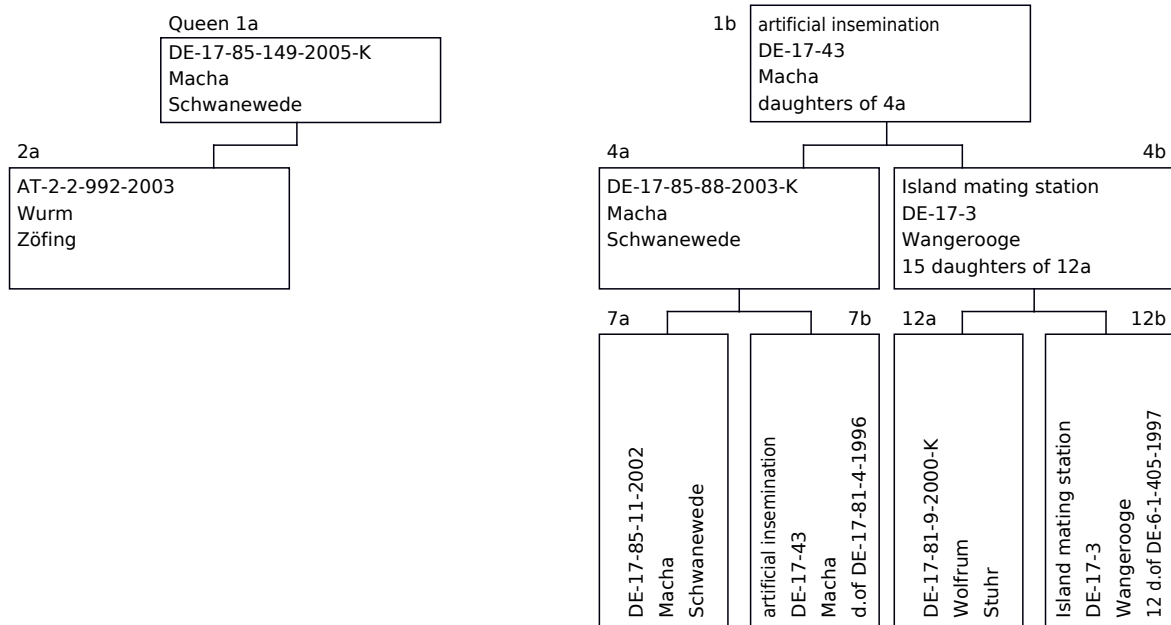 Queen 1a
DE-17-85-149-2005-K
Macha
Schwanewede
1b
artificial insemination
DE-17-43
Macha
daughters of 4a
2a
AT-2-2-992-2003
Wurm
Zöfing
4a
DE-17-85-88-2003-K
Macha
Schwanewede
4b
Island mating station
DE-17-3
Wangerooge
15 daughters of 12a
7a
DE-17-85-11-2002
Macha
Schwanewede
7b
artificial insemination
DE-17-43
Macha
d.of DE-17-81-4-1996
12a
DE-17-81-9-2000-K
Wolfrum
Stuhr
12b
Island mating station
DE-17-3
Wangerooge
12 d.of DE-6-1-405-1997